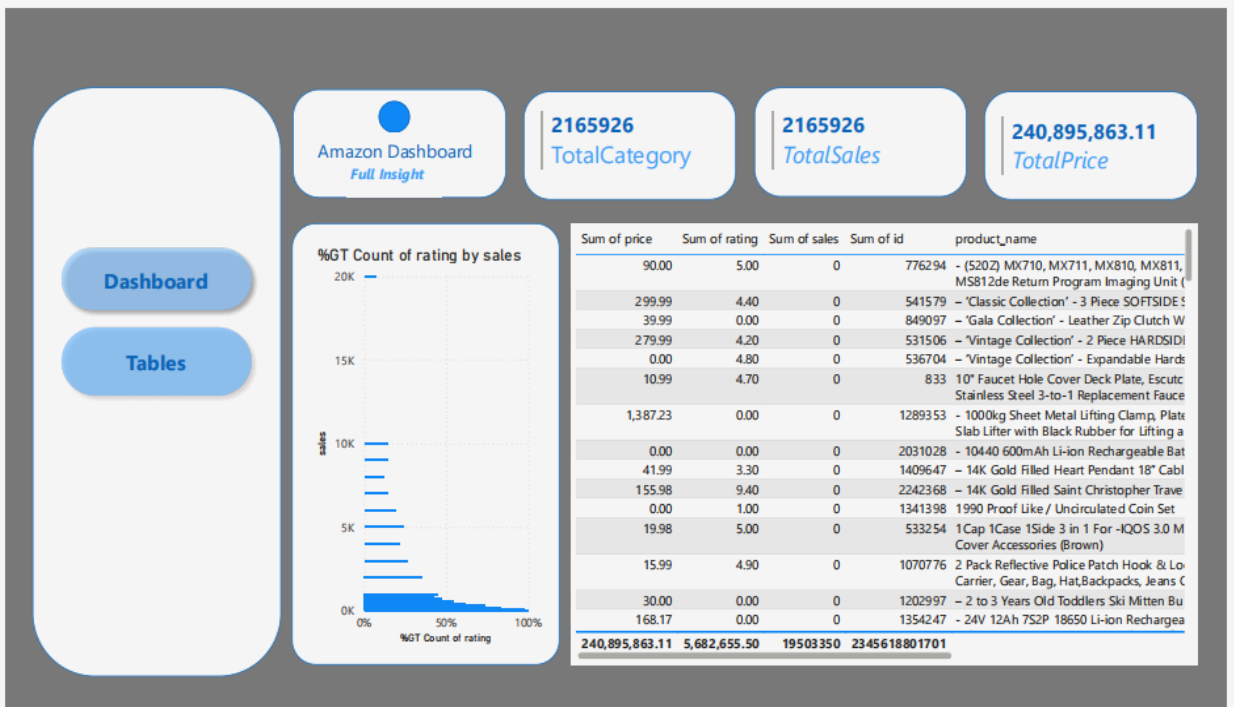 Amazon Dashboard
Full Insight
2165926
TotalCategory
2165926
TotalSales
240,895,863.11
TotalPrice
Dashboard
Tables
%GT Count of rating by sales
20K
15K
10K
5K
0K
sales
0% 50% 100%
%GT Count of rating
Sum of price Sum of rating Sum of sales Sum of id product_name
90.00 5.00 0 776294 - (520Z) MX710, MX711, MX810, MX811,
MS812de Return Program Imaging Unit (
299.99 4.40 0 541579 – 'Classic Collection' - 3 Piece SOFTSIDE S
39.99 0.00 0 849097 – 'Gala Collection' - Leather Zip Clutch W
279.99 4.20 0 531506 – 'Vintage Collection' - 2 Piece HARDSIDI
0.00 4.80 0 536704 – 'Vintage Collection' - Expandable Hards
10.99 4.70 0 833 10" Faucet Hole Cover Deck Plate, Escutc
Stainless Steel 3-to-1 Replacement Fauce
1,387.23 0.00 0 1289353 - 1000kg Sheet Metal Lifting Clamp, Plate
Slab Lifter with Black Rubber for Lifting a
0.00 0.00 0 2031028 - 10440 600mAh Li-ion Rechargeable Bat
41.99 3.30 0 1409647 – 14K Gold Filled Heart Pendant 18" Cabl
155.98 9.40 0 2242368 – 14K Gold Filled Saint Christopher Trave
0.00 1.00 0 1341398 1990 Proof Like / Uncirculated Coin Set
19.98 5.00 0 533254 1Cap 1Case 1Side 3 in 1 For -IQOS 3.0 M
Cover Accessories (Brown)
15.99 4.90 0 1070776 2 Pack Reflective Police Patch Hook & Lo
Carrier, Gear, Bag, Hat,Backpacks, Jeans C
30.00 0.00 0 1202997 – 2 to 3 Years Old Toddlers Ski Mitten Bu
168.17 0.00 0 1354247 - 24V 12Ah 7S2P 18650 Li-ion Rechargea
240,895,863.11 5,682,655.50 19503350 2345618801701